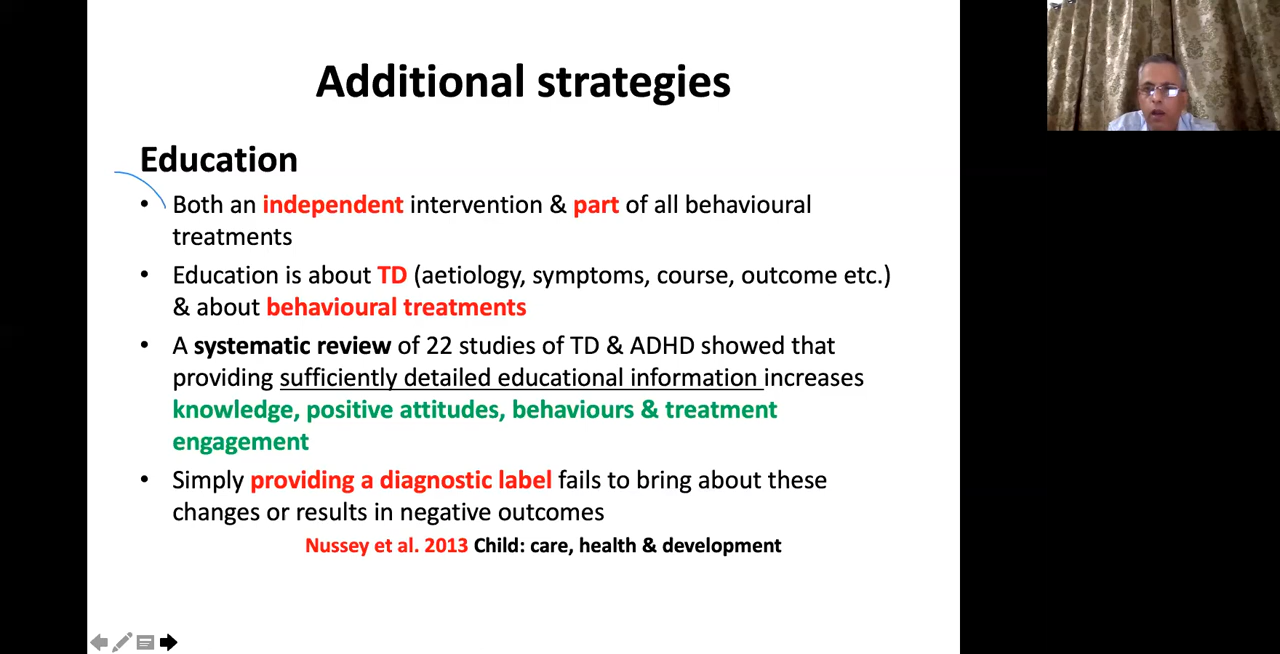 Additional strategies
Education
• Both an independent intervention & part of all behavioural
treatments
• Education is about TD (aetiology, symptoms, course, outcome etc.)
& about behavioural treatments
• A systematic review of 22 studies of TD & ADHD showed that
providing sufficiently detailed educational information increases
knowledge, positive attitudes, behaviours & treatment
engagement
• Simply providing a diagnostic label fails to bring about these
changes or results in negative outcomes
Nussey et al. 2013 Child: care, health & development